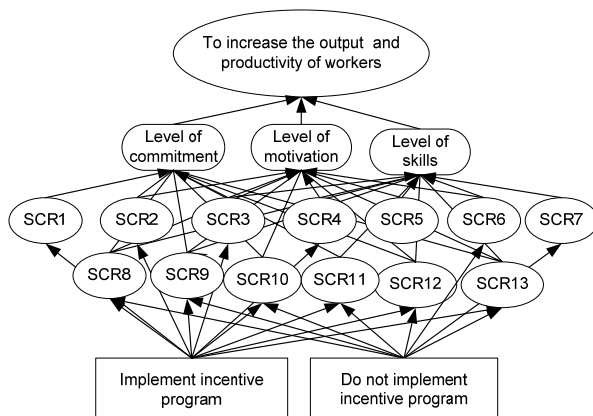 To increase the output and
productivity of workers
Level of
commitment
Level of
motivation
Level of
skills
SCR1
SCR2
SCR3
SCR4
SCR5
SCR6
SCR7
SCR8
SCR9
SCR10
SCR11
SCR12
SCR13
Implement incentive
program
Do not implement
incentive program